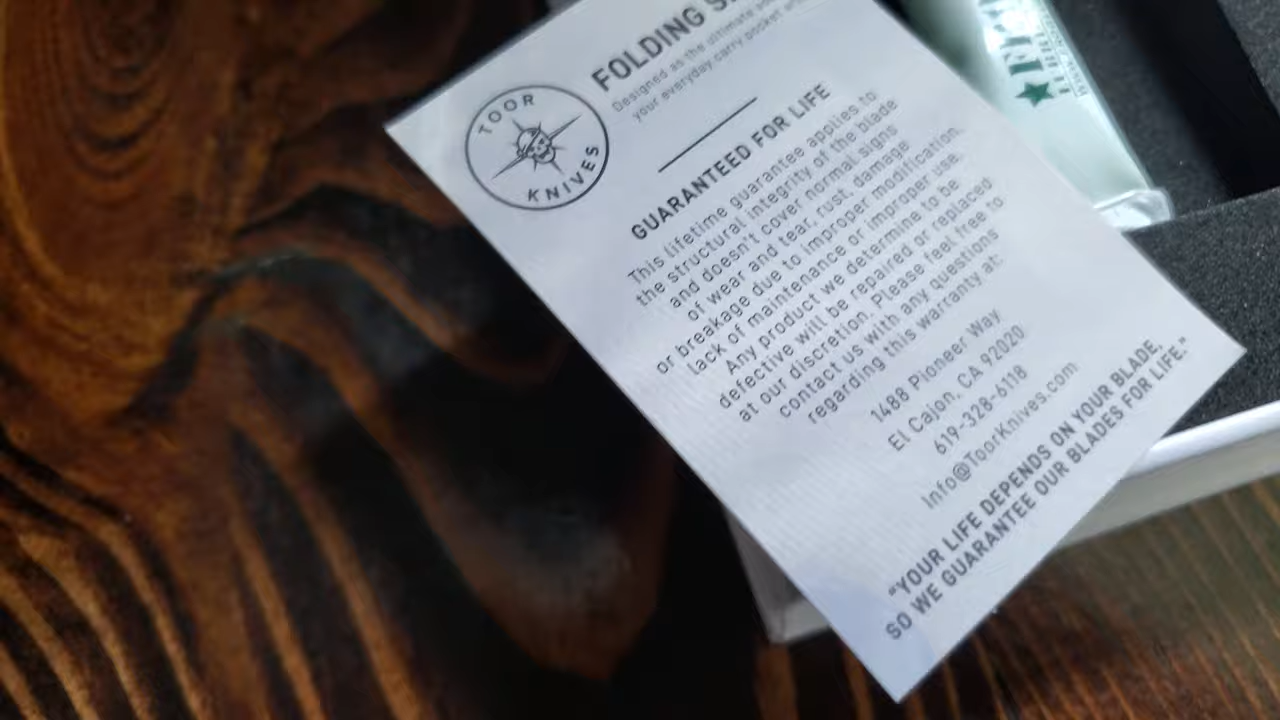 TOOR
KNIVES
FOLDING
Designed as the ultimate
your everyday carry pocket
GUARANTEED FOR LIFE
This lifetime guarantee applies to
the structural integrity of the blade
and doesn't cover normal signs
of wear and tear, rust, damage
or breakage due to improper modification,
lack of maintenance or improper use.
Any product we determine to be
defective will be repaired or replaced
at our discretion. Please feel free to
contact us with any questions
regarding this warranty at:
1488 Pioneer Way
El Cajon, CA 92020
619-328-6118
Info@ToorKnives.com
"YOUR LIFE DEPENDS ON YOUR BLADE,
SO WE GUARANTEE OUR BLADES FOR LIFE."